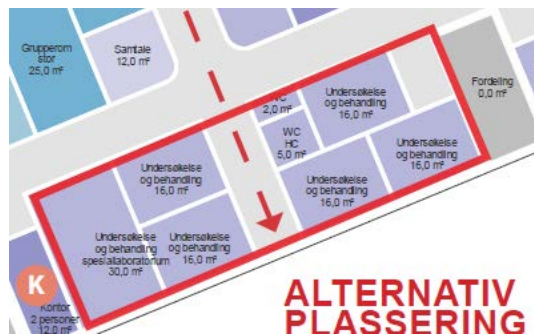 Grupperom
stor
25,0 m²
Samtale
12,0 m²
Fordeling
0,0 m²
WC
2,0 m²
Undersøkelse
og behandling
16,0 m²
WC
HC
5,0 m²
Undersøkelse
og behandling
16,0 m²
Undersøkelse
og behandling
16,0 m²
Undersøkelse
og behandling
16,0 m²
Undersøkelse
og behandling
spesiallaboratorium
30,0 m²
Undersøkelse
og behandling
16,0 m²
K
Kontor
2 personer
12,0 m²
ALTERNATIV
PLASSERING